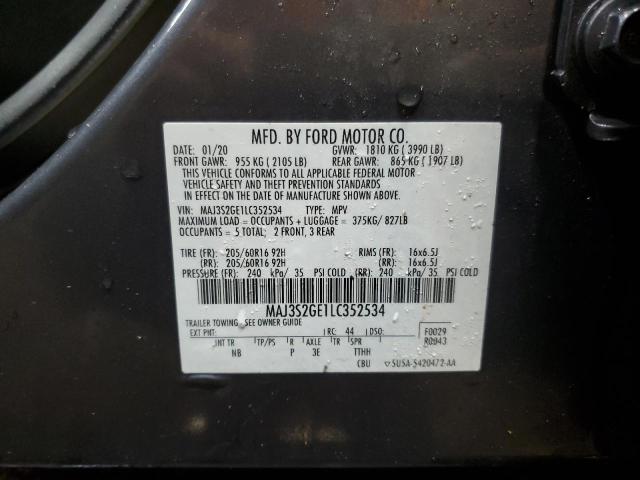 MFD. BY FORD MOTOR CO.
DATE: 01/20 GVWR: 1810 KG ( 3990 LB)
FRONT GAWR: 955 KG ( 2105 LB) REAR GAWR: 865 KG ( 1907 LB)
THIS VEHICLE CONFORMS TO ALL APPLICABLE FEDERAL MOTOR
VEHICLE SAFETY AND THEFT PREVENTION STANDARDS IN
EFFECT ON THE DATE OF MANUFACTURE SHOWN ABOVE.
VIN: MAJ3S2GE1LC352534 TYPE: MPV
MAXIMUM LOAD = OCCUPANTS + LUGGAGE = 375KG/ 827LB
OCCUPANTS = 5 TOTAL; 2 FRONT, 3 REAR
TIRE (FR): 205/60R16 92H RIMS (FR): 16x6.5J
(RR): 205/60R16 92H (RR): 16x6.5J
PRESSURE (FR): 240 kPa/ 35 PSI COLD (RR): 240 kPa/ 35 PSI COLD
MAJ3S2GE1LC352534
TRAILER TOWING - SEE OWNER GUIDE
EXT PNT: RC: 44 DSO: F0029
R0043
INT TR TP/PS R AXLE TR SPR
NB P 3E TTHH
CBU 5USA-5420472-AA